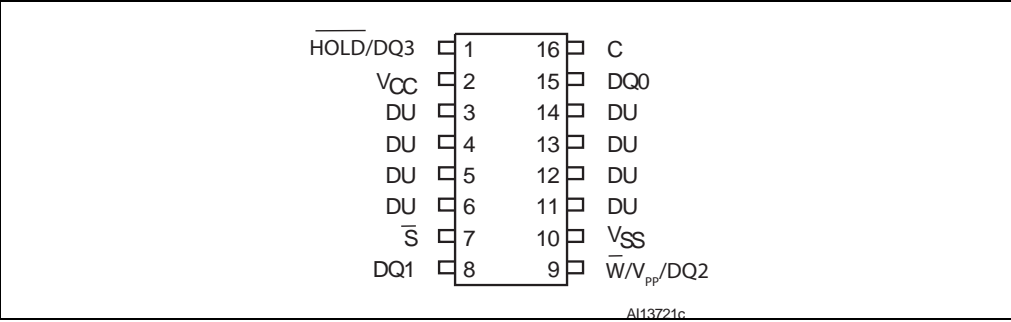 HOLD/DQ3 1 16 C
VCC 2 15 DQ0
DU 3 14 DU
DU 4 13 DU
DU 5 12 DU
DU 6 11 DU
S 7 10 VSS
DQ1 8 9 W/VPP/DQ2
AI13721c